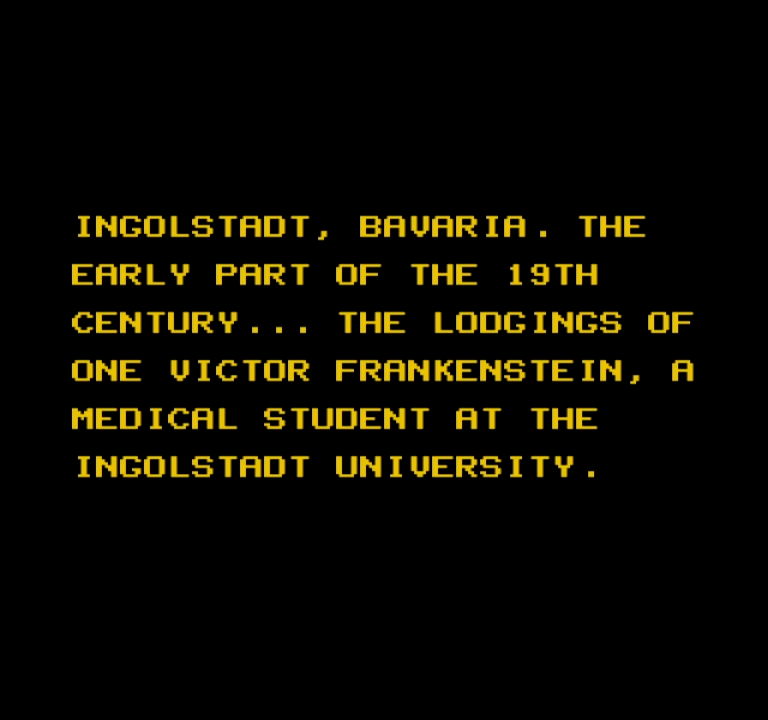 INGOLSTADT, BAVARIA. THE
EARLY PART OF THE 19TH
CENTURY... THE LODGINGS OF
ONE VICTOR FRANKENSTEIN, A
MEDICAL STUDENT AT THE
INGOLSTADT UNIVERSITY.